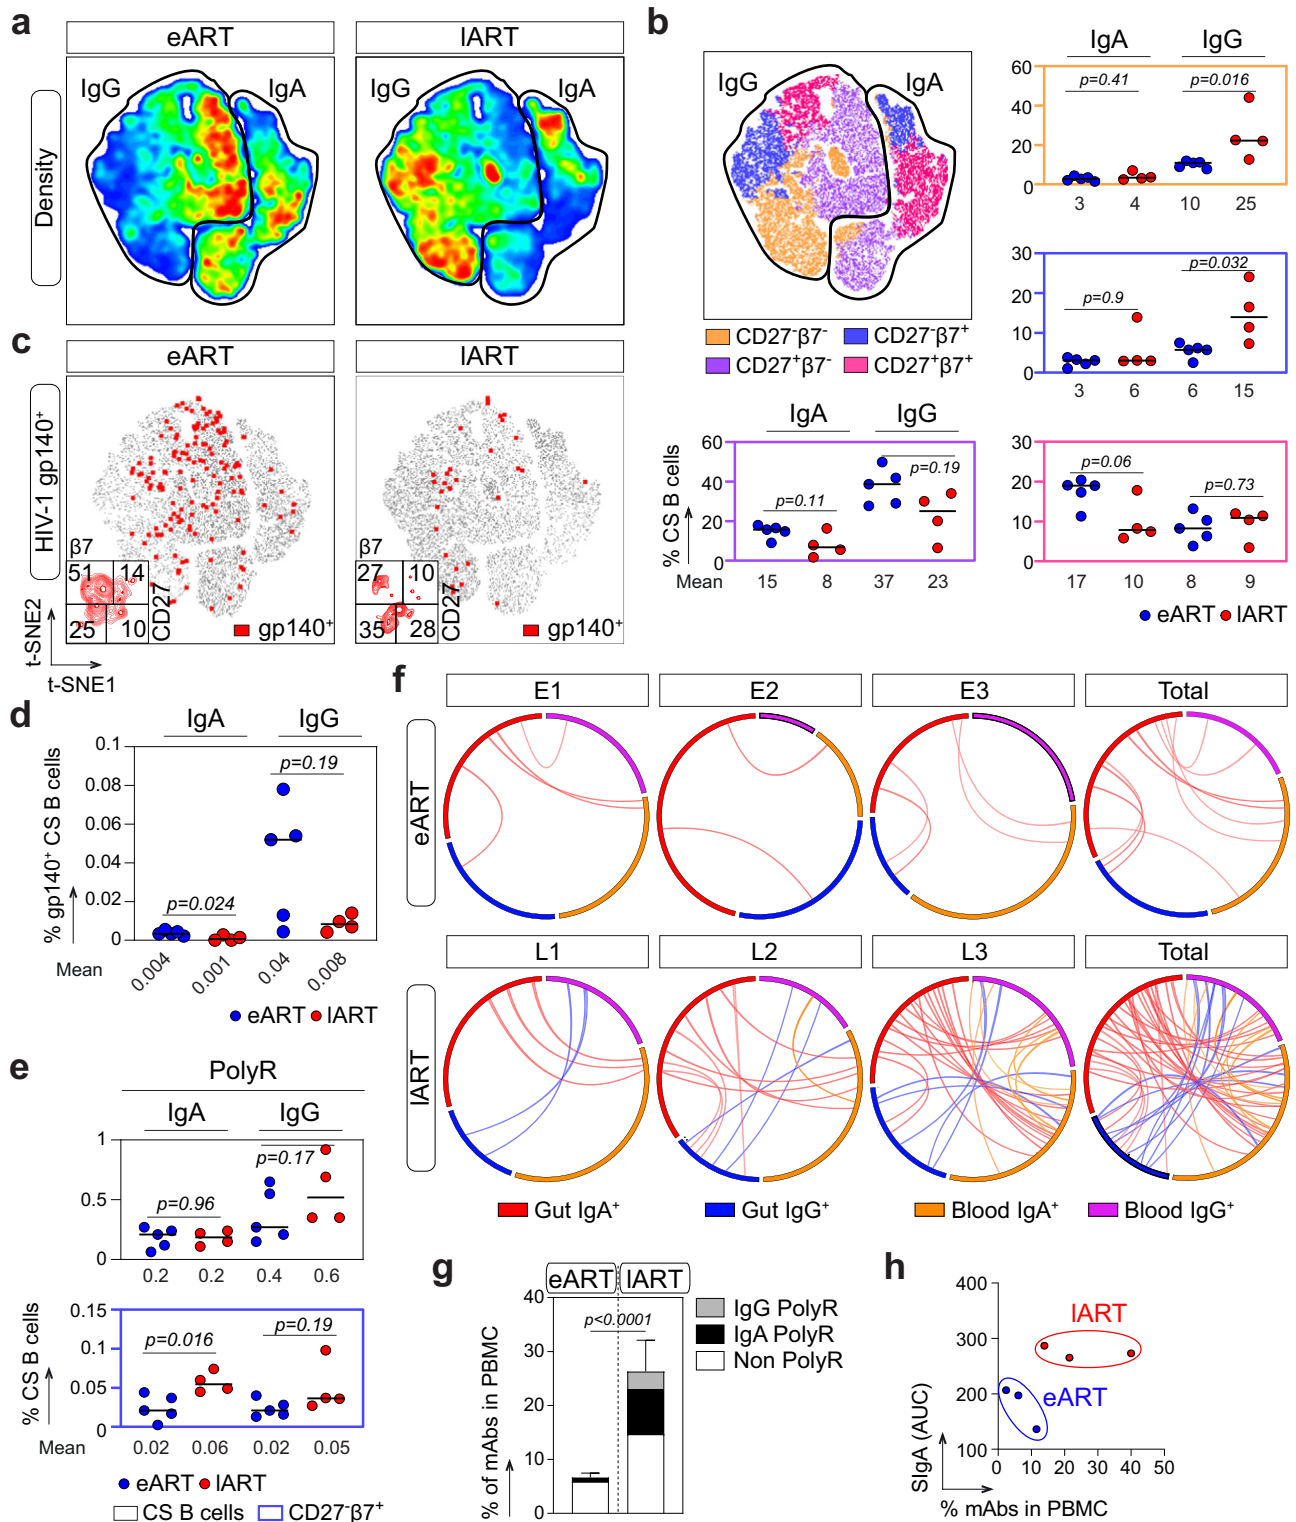 a
eART
lART
Density
IgG
IgA
IgG
IgA
b
IgG
IgA
CD27⁻β7⁻
CD27⁻β7⁺
CD27⁺β7⁻
CD27⁺β7⁺
IgA
IgG
60
40
20
0
p=0.41
p=0.016
3
4
10
25
30
20
10
0
p=0.9
p=0.032
3
6
6
15
IgA
IgG
% CS B cells
60
40
20
0
p=0.11
p=0.19
Mean
15
8
37
23
30
20
10
0
p=0.06
p=0.73
17
10
8
9
eART
lART
c
eART
lART
HIV-1 gp140⁺
β7
51
14
25
10
CD27
gp140⁺
β7
27
10
35
28
CD27
gp140⁺
t-SNE2
t-SNE1
d
IgA
IgG
% gp140⁺ CS B cells
0.1
0.08
0.06
0.04
0.02
0
p=0.024
p=0.19
Mean
0.004
0.001
0.04
0.008
eART
lART
e
PolyR
IgA
IgG
1
0.5
0
p=0.96
p=0.17
0.2
0.2
0.4
0.6
% CS B cells
0.15
0.1
0.05
0
p=0.016
p=0.19
Mean
0.02
0.06
0.02
0.05
eART
lART
CS B cells
CD27⁻β7⁺
f
E1
E2
E3
Total
eART
L1
L2
L3
Total
lART
Gut IgA⁺
Gut IgG⁺
Blood IgA⁺
Blood IgG⁺
g
eART
lART
% of mAbs in PBMC
40
30
20
10
0
p<0.0001
IgG PolyR
IgA PolyR
Non PolyR
h
SIgA (AUC)
400
300
200
100
lART
eART
0
10
20
30
40
50
% mAbs in PBMC